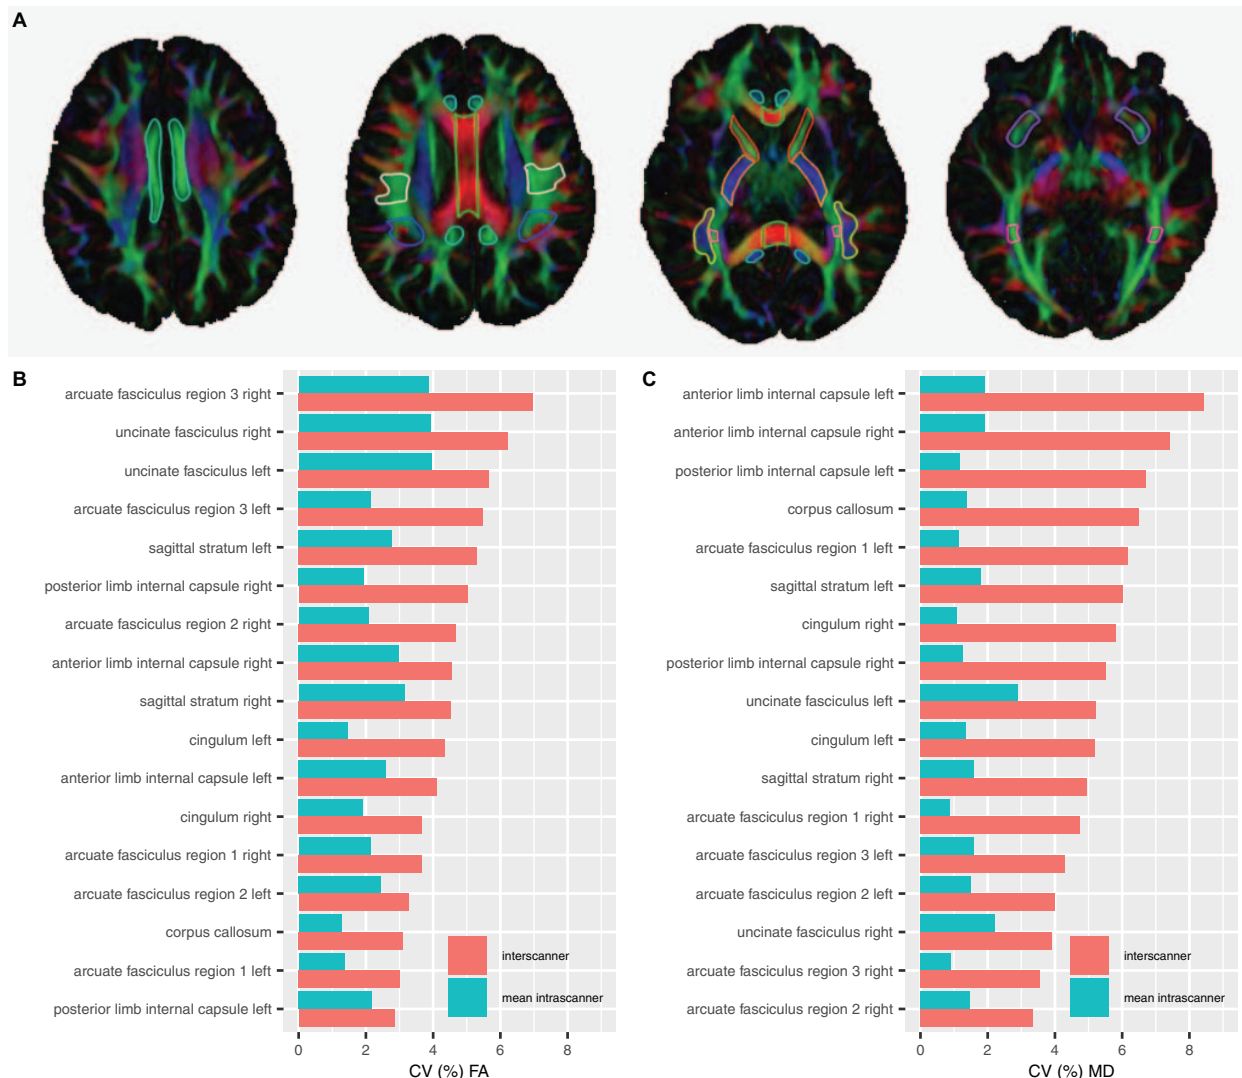 A
B
arcuate fasciculus region 3 right
uncinate fasciculus right
uncinate fasciculus left
arcuate fasciculus region 3 left
sagittal stratum left
posterior limb internal capsule right
arcuate fasciculus region 2 right
anterior limb internal capsule right
sagittal stratum right
cingulum left
anterior limb internal capsule left
cingulum right
arcuate fasciculus region 1 right
arcuate fasciculus region 2 left
corpus callosum
arcuate fasciculus region 1 left
posterior limb internal capsule left
interscanner
mean intrascanner
0 2 4 6 8
CV (%) FA
C
anterior limb internal capsule left
anterior limb internal capsule right
posterior limb internal capsule left
corpus callosum
arcuate fasciculus region 1 left
sagittal stratum left
cingulum right
posterior limb internal capsule right
uncinate fasciculus left
cingulum left
sagittal stratum right
arcuate fasciculus region 1 right
arcuate fasciculus region 3 left
arcuate fasciculus region 2 left
uncinate fasciculus right
arcuate fasciculus region 3 right
arcuate fasciculus region 2 right
interscanner
mean intrascanner
0 2 4 6 8
CV (%) MD